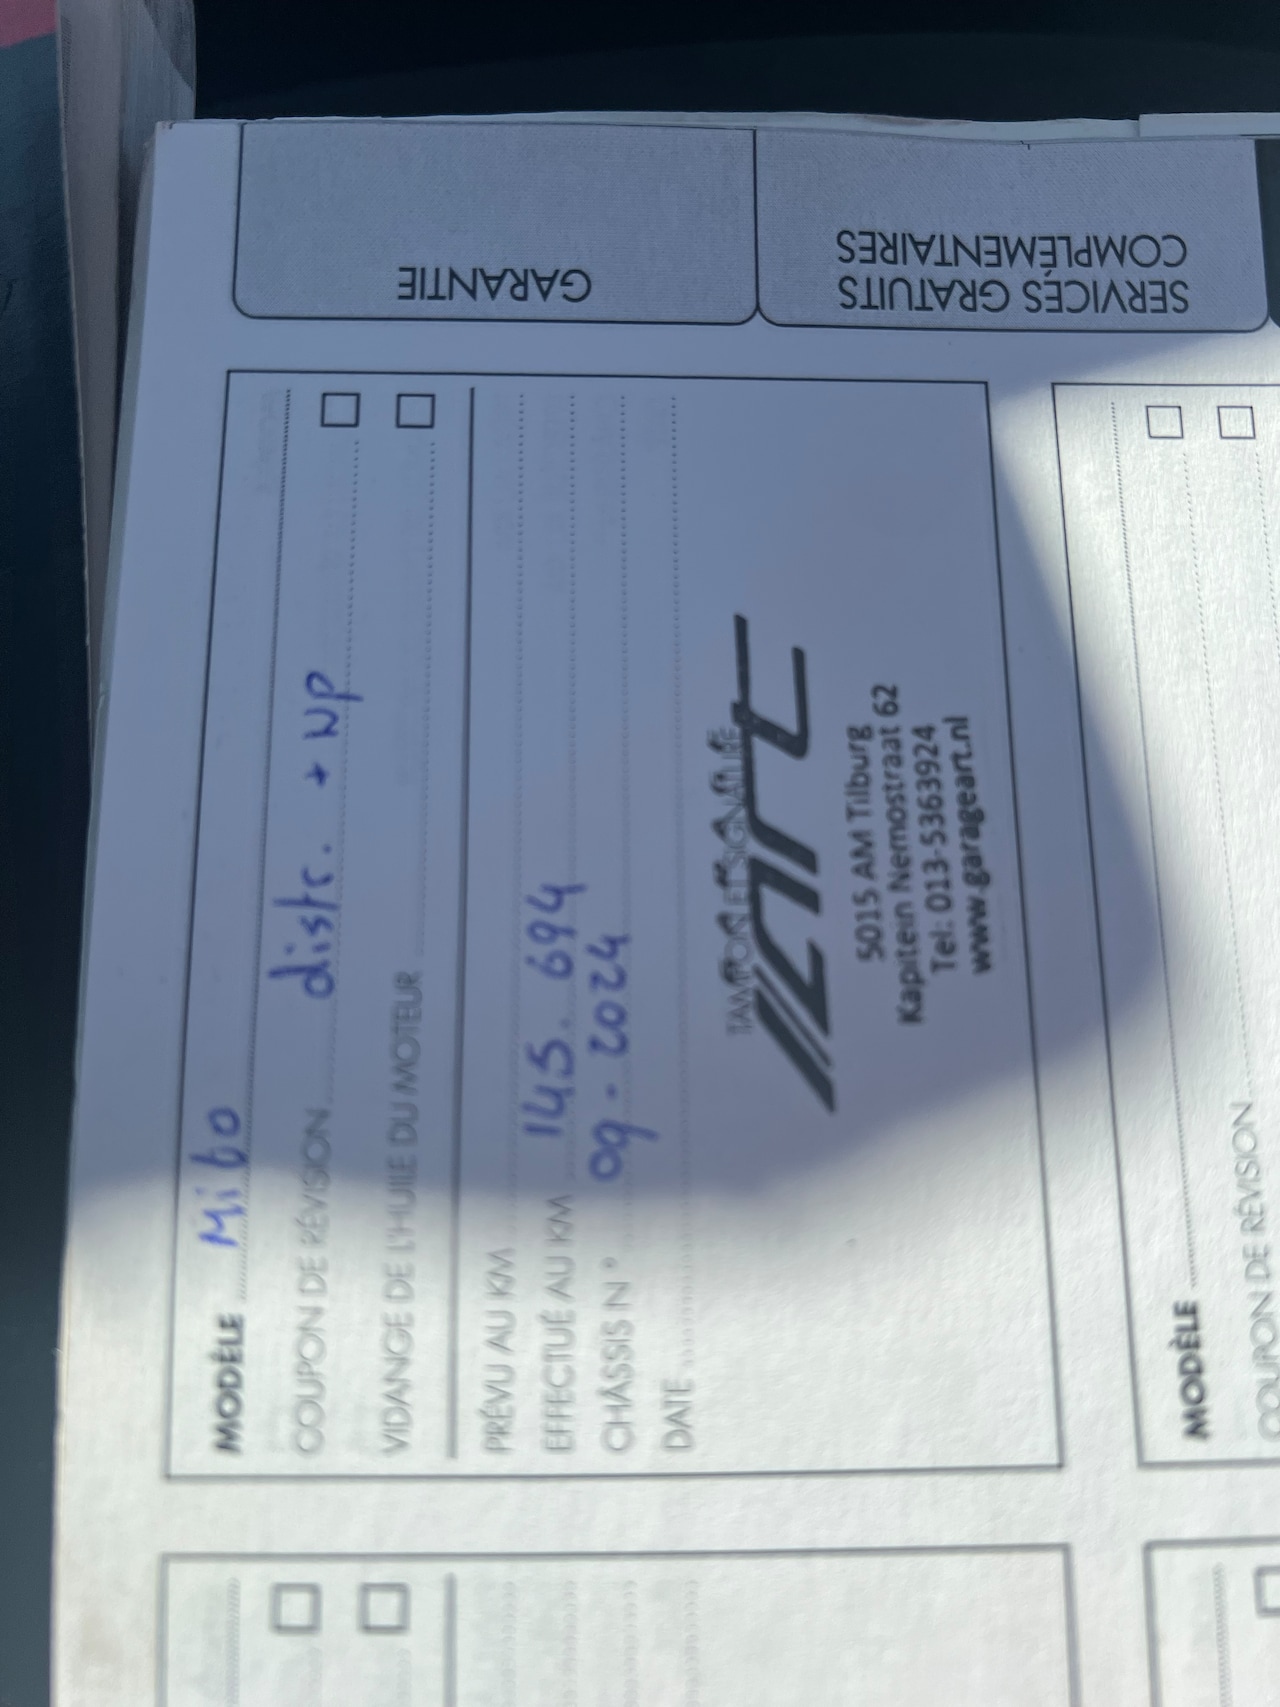 GARANTIE
SERVICES GRATUITS
COMPLÉMENTAIRES
MODÈLE Mito
COUPON DE RÉVISION distr. + WP
VIDANGE DE L'HUILE DU MOTEUR
PRÉVU AU KM
EFFECTUÉ AU KM 145.694
CHÂSSIS N° 09-2024
DATE
TAMPON ET SIGNATURE
ART
5015 AM Tilburg
Kapitein Nemostraat 62
Tel: 013-5363924
www.garageart.nl
MODÈLE
COUPON DE RÉVISION